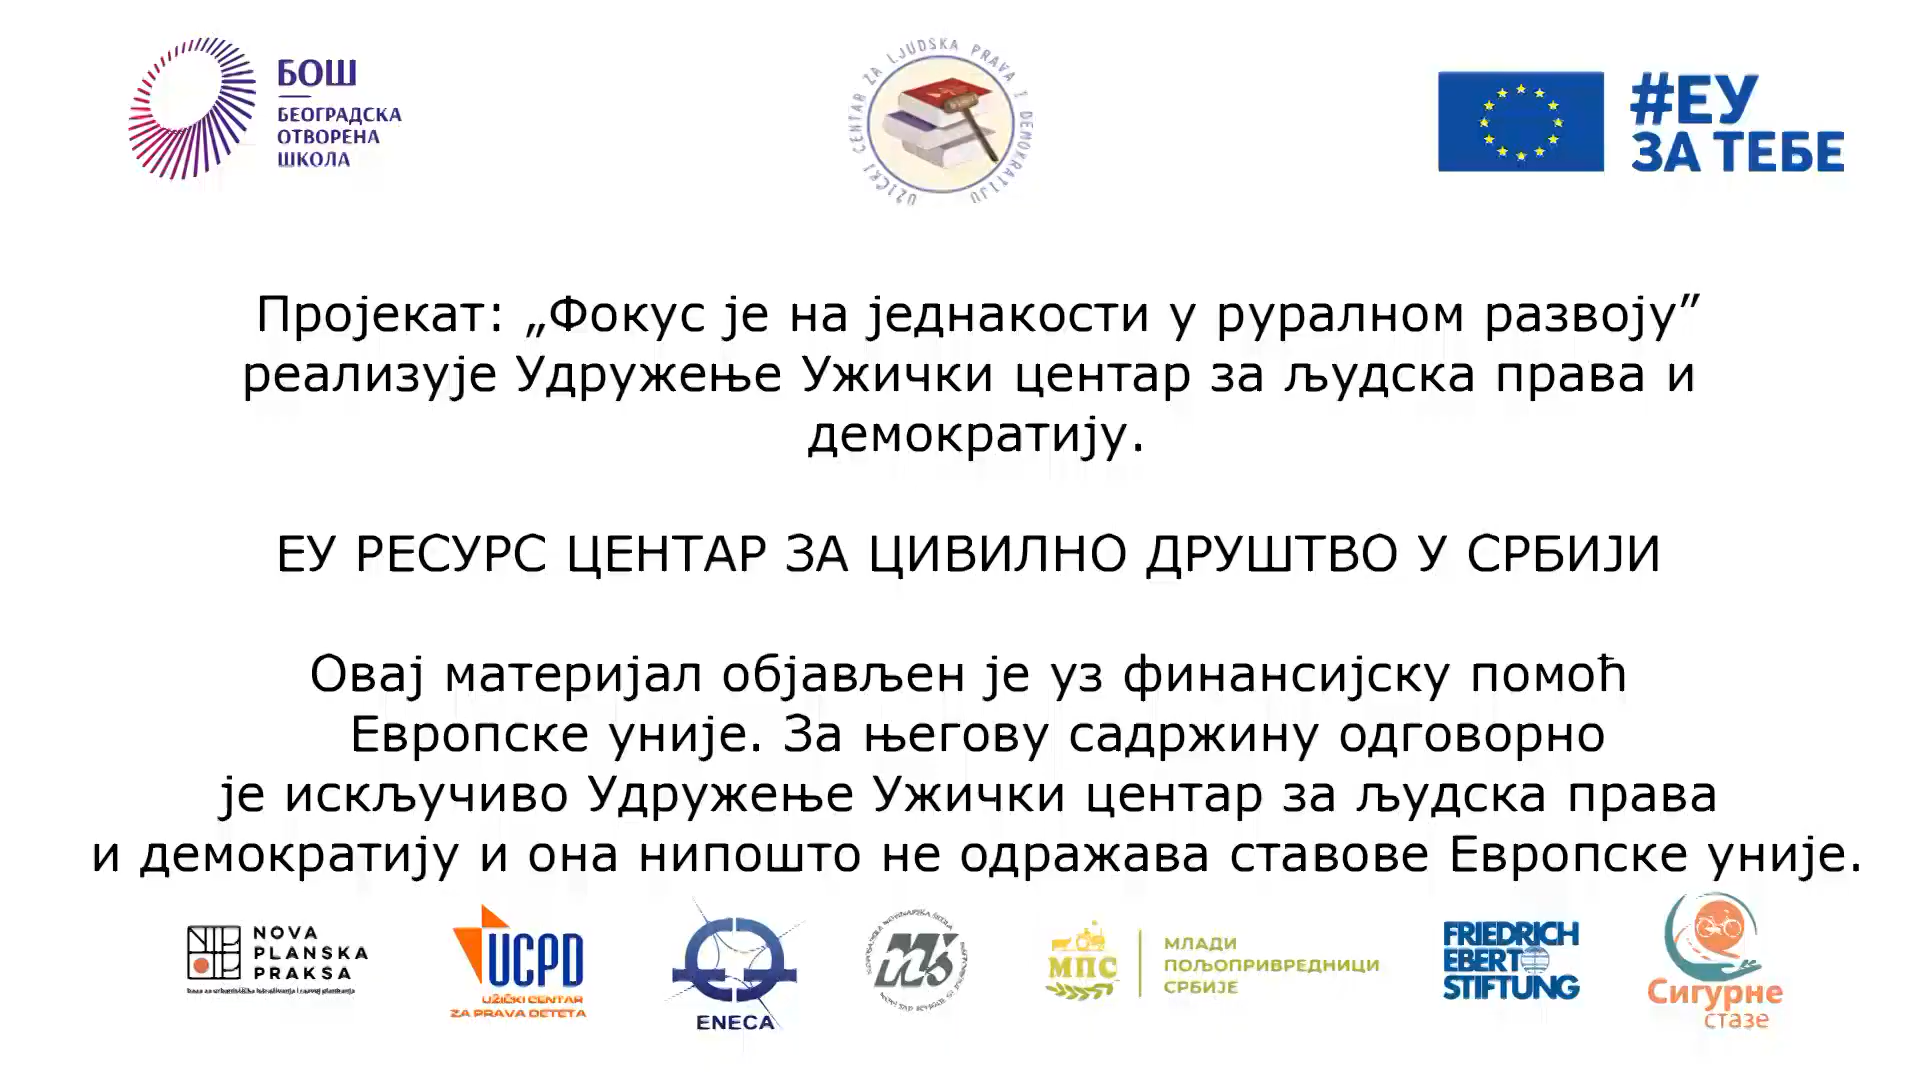 БОШ
БЕОГРАДСКА
ОТВОРЕНА
ШКОЛА
UŽIČKI CENTAR ZA LJUDSKA PRAVA I DEMOKRATIJU
#ЕУ
ЗА ТЕБЕ
Пројекат: „Фокус је на једнакости у руралном развоју”
реализује Удружење Ужички центар за људска права и
демократију.
ЕУ РЕСУРС ЦЕНТАР ЗА ЦИВИЛНО ДРУШТВО У СРБИЈИ
Овај материјал објављен је уз финансијску помоћ
Европске уније. За његову садржину одговорно
је искључиво Удружење Ужички центар за људска права
и демократију и она нипошто не одражава ставове Европске уније.
NOVA
PLANSKA
PRAKSA
UCPD
UŽIČKI CENTAR
ZA PRAVA DETETA
ENECA
МПС
МЛАДИ
ПОЉОПРИВРЕДНИЦИ
СРБИЈЕ
FRIEDRICH
EBERT
STIFTUNG
Сигурне
стазе